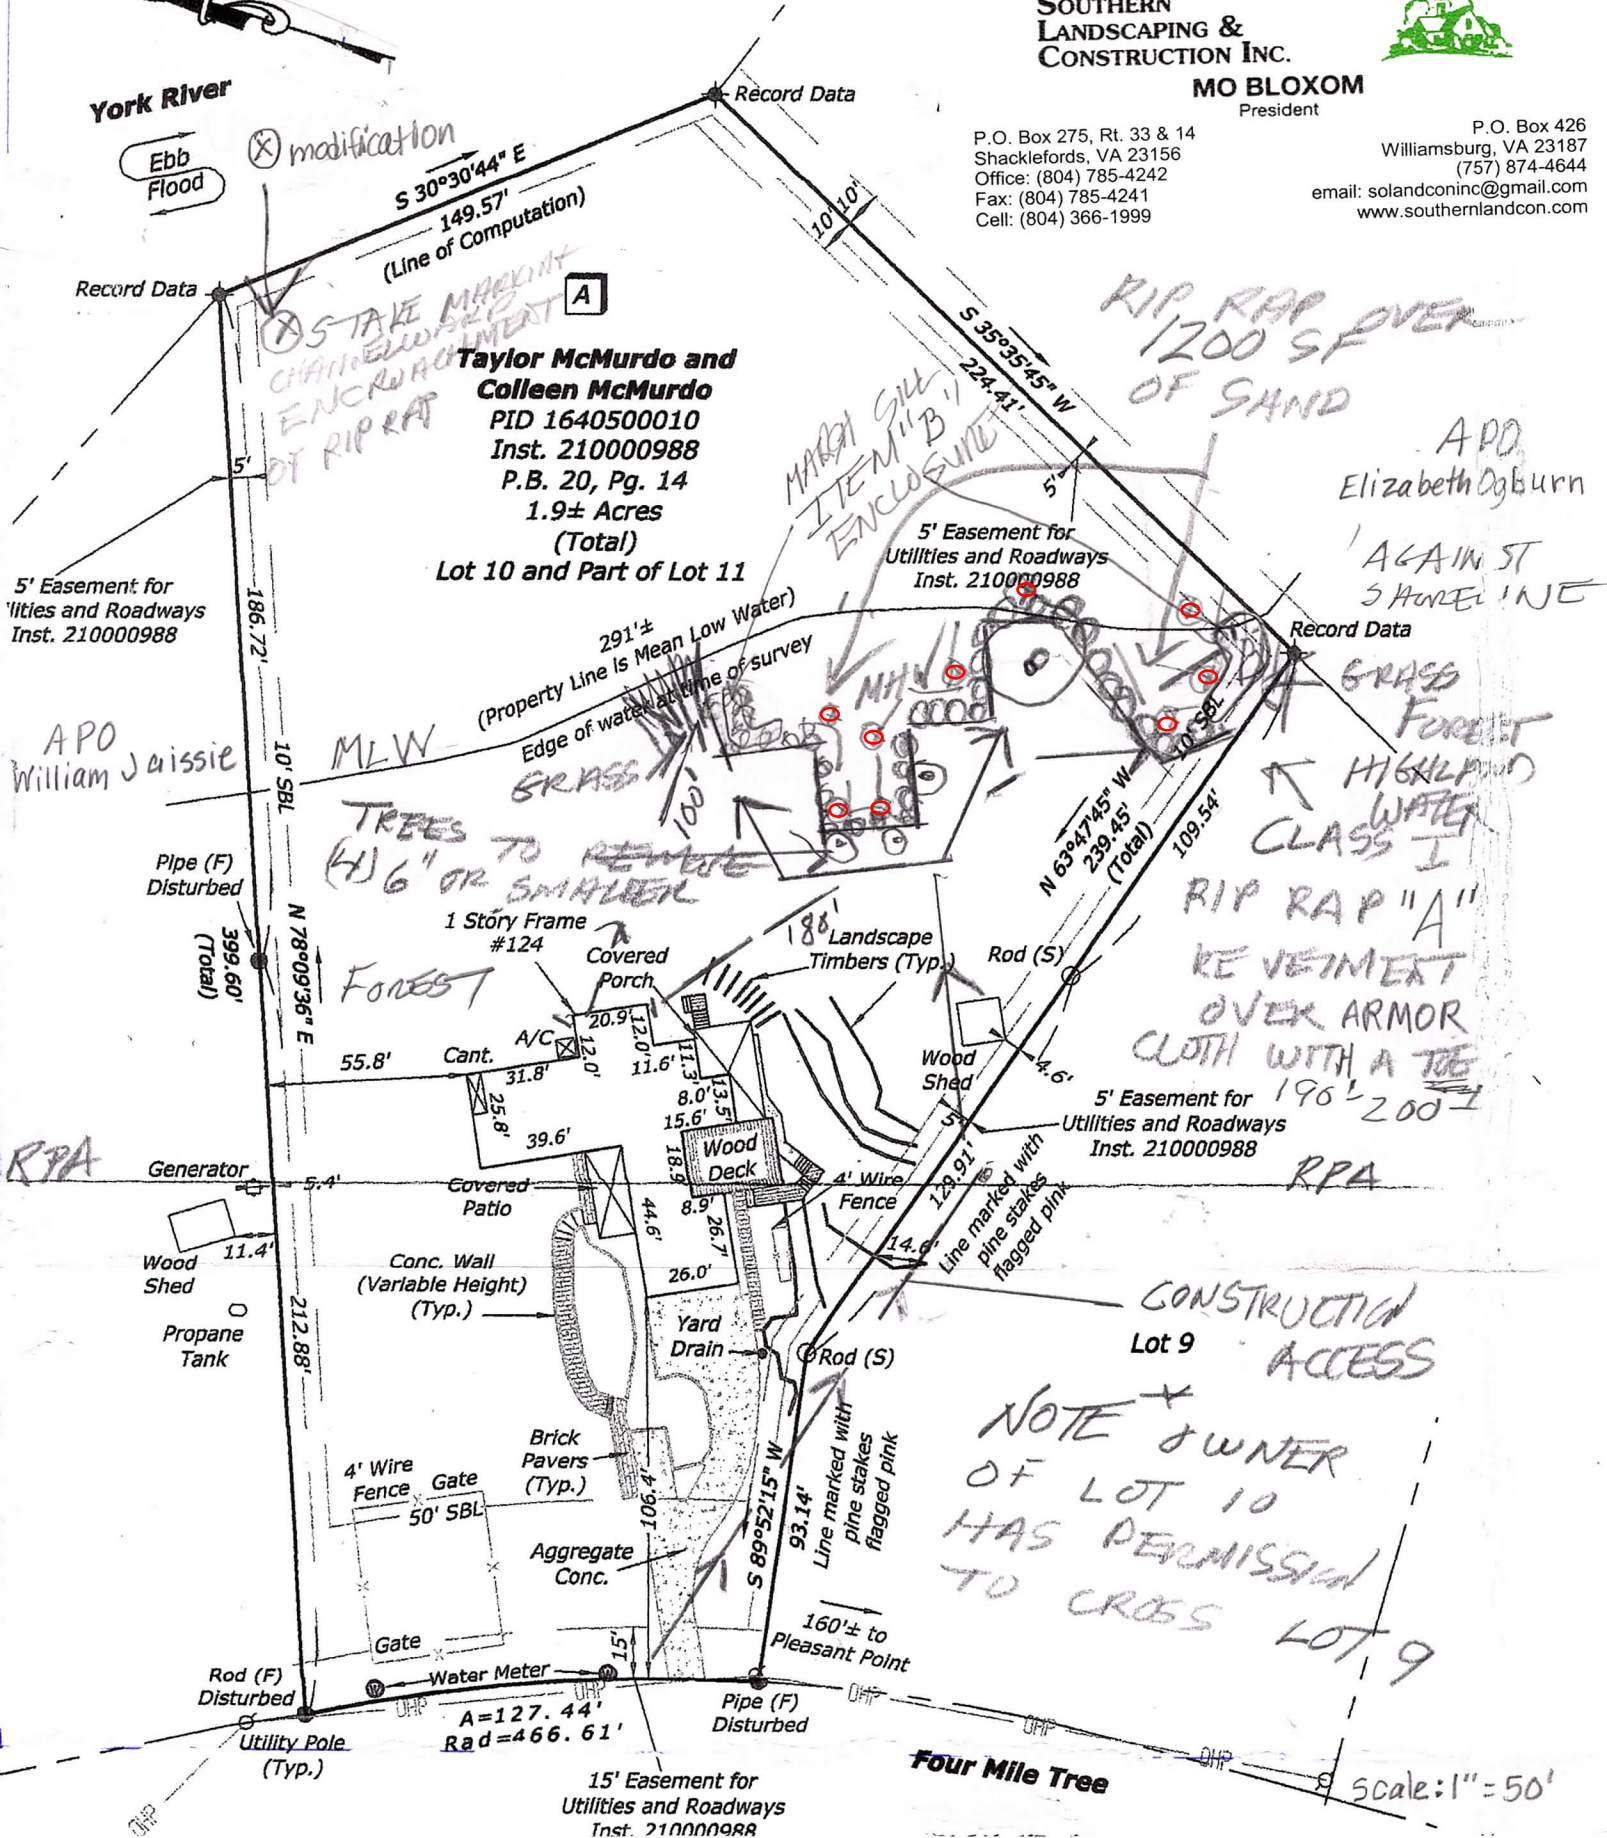 SOUTHERN
LANDSCAPING &
CONSTRUCTION INC.
MO BLOXOM
President
P.O. Box 275, Rt. 33 & 14
Shacklefords, VA 23156
Office: (804) 785-4242
Fax: (804) 785-4241
Cell: (804) 366-1999
P.O. Box 426
Williamsburg, VA 23187
(757) 874-4644
email: solandconinc@gmail.com
www.southernlandcon.com
York River
Ebb
Flood
X modification
Record Data
S 30°30'44" E
149.57'
(Line of Computation)
10' 10'
Record Data
X STAKE MARKING
CHANNELWARD
ENCROACHMENT
OF RIP RAP
A
Taylor McMurdo and
Colleen McMurdo
PID 1640500010
Inst. 210000988
P.B. 20, Pg. 14
1.9± Acres
(Total)
Lot 10 and Part of Lot 11
S 35°35'45" W
224.41'
RIP RAP OVER
1200 SF
OF SAND
MARSH SILL
ITEM "B"
ENCLOSURE
APO
Elizabeth Ogburn
AGAINST
SHORELINE
5'
5'
5' Easement for
Utilities and Roadways
Inst. 210000988
5' Easement for
lities and Roadways
Inst. 210000988
186.72'
291'±
(Property Line is Mean Low Water)
Edge of water at time of survey
Record Data
MHW
APO
William Jaissie
MLW
GRASS
100'
10' SBL
10' SBL
GRASS
FOREST
HIGHLAND
WATER
CLASS I
RIP RAP "A"
REVETMENT
OVER ARMOR
CLOTH WITH A TOE
196'
200
TREES TO REMOVE
(4) 6" OR SMALLER
N 63°47'45" W
239.45'
(Total)
109.54'
Pipe (F)
Disturbed
399.60'
(Total)
N 78°09'36" E
FOREST
1 Story Frame
#124
Covered
Porch
188'
Landscape
Timbers (Typ.)
Rod (S)
A/C
20.9'
12.0'
12.0'
11.6'
11.3'
55.8'
Cant.
31.8'
25.8'
8.0'
13.5'
15.6'
39.6'
18.9
Wood
Deck
Wood
Shed
4.6'
5'
5' Easement for
Utilities and Roadways
Inst. 210000988
RPA
RPA
Generator
5.4'
Covered
Patio
44.6'
8.9'
26.7'
26.0'
4' Wire
Fence
129.91'
Line marked with
pine stakes
flagged pink
14.6'
Wood
Shed
11.4'
Conc. Wall
(Variable Height)
(Typ.)
Propane
Tank
212.88'
Yard
Drain
Rod (S)
CONSTRUCTION
ACCESS
Lot 9
NOTE * OWNER
OF LOT 10
HAS PERMISSION
TO CROSS LOT 9
Brick
Pavers
(Typ.)
4' Wire
Fence
Gate
50' SBL
106.4'
S 89°52'15" W
93.14'
Line marked with
pine stakes
flagged pink
Aggregate
Conc.
Gate
15'
160'± to
Pleasant Point
Rod (F)
Disturbed
Water Meter
W
W
OHP
OHP
A=127.44'
Rad=466.61'
Pipe (F)
Disturbed
OHP
OHP
OHP
Utility Pole
(Typ.)
OHP
Four Mile Tree
15' Easement for
Utilities and Roadways
Inst. 210000988
scale: 1" = 50'